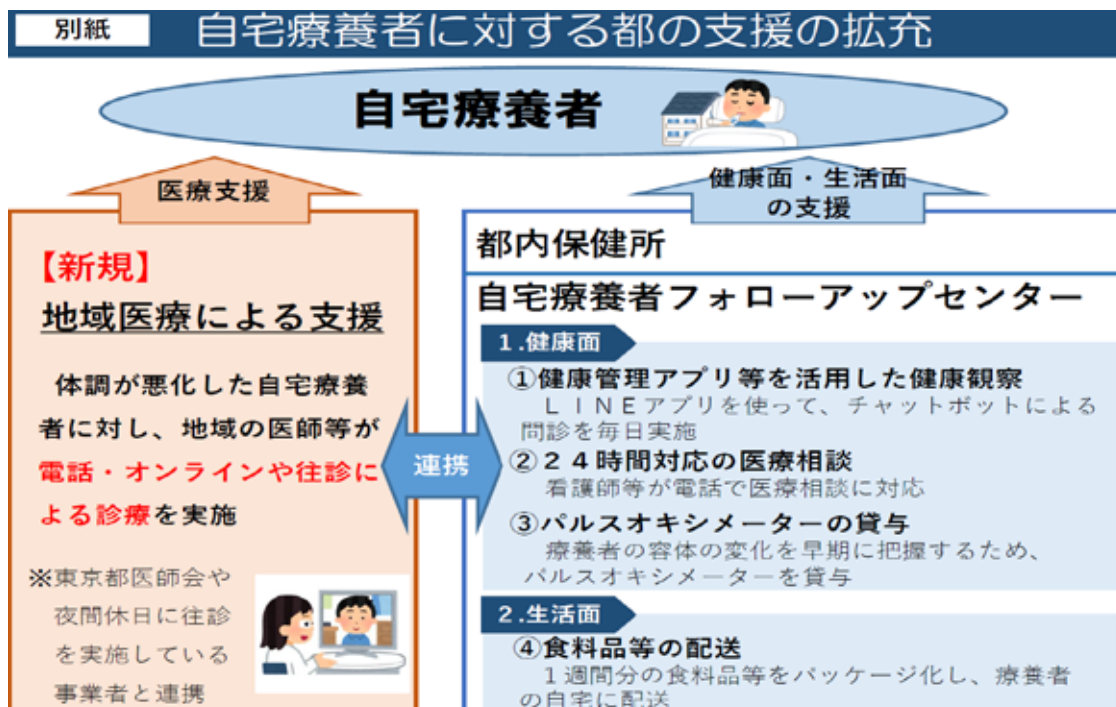 別紙
自宅療養者に対する都の支援の拡充
自宅療養者
医療支援
健康面・生活面
の支援
【新規】
地域医療による支援
体調が悪化した自宅療養
者に対し、地域の医師等が
電話・オンラインや往診に
よる診療を実施
※東京都医師会や
夜間休日に往診
を実施している
事業者と連携
連携
都内保健所
自宅療養者フォローアップセンター
1.健康面
①健康管理アプリ等を活用した健康観察
LINEアプリを使って、チャットボットによる
問診を毎日実施
②24時間対応の医療相談
看護師等が電話で医療相談に対応
③パルスオキシメーターの貸与
療養者の容体の変化を早期に把握するため、
パルスオキシメーターを貸与
2.生活面
④食料品等の配送
1週間分の食料品等をパッケージ化し、療養者
の自宅に配送